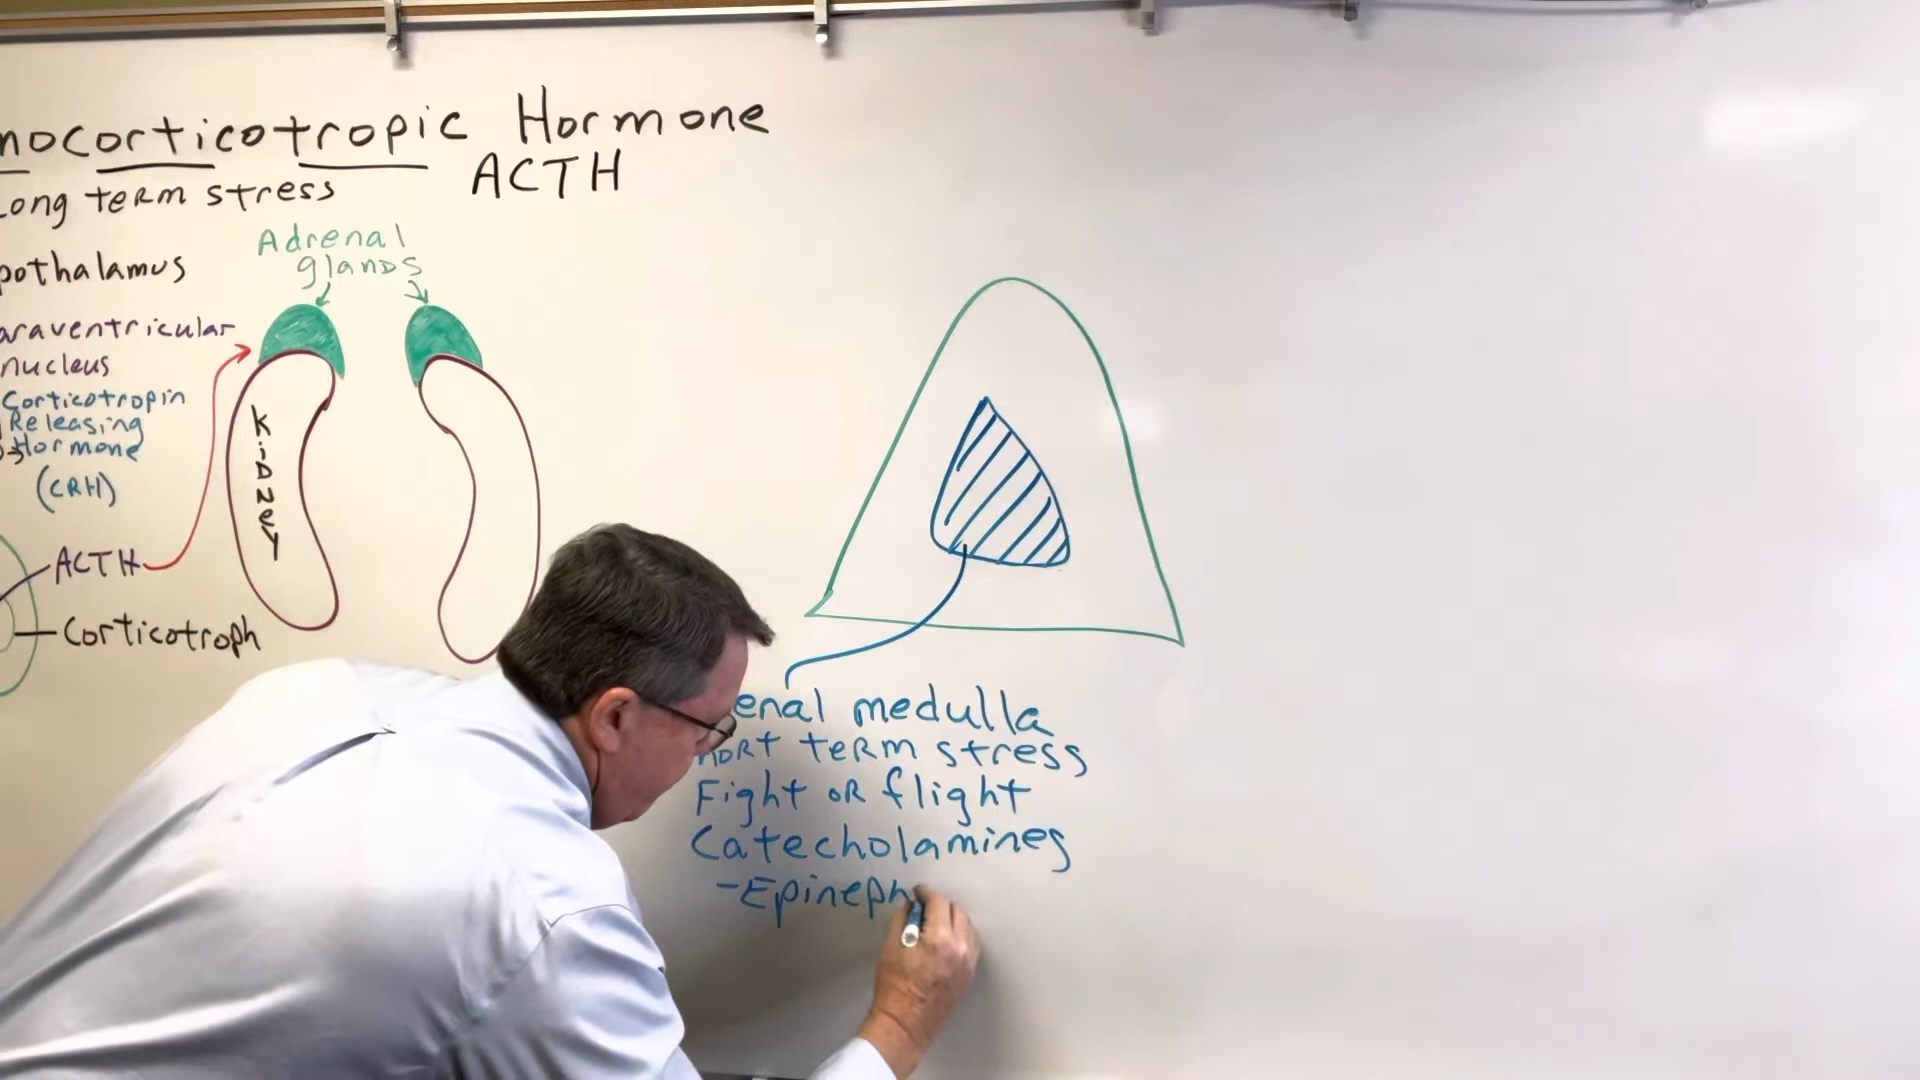 nocorticotropic Hormone
ACTH
Long term stress
Adrenal
glands
pothalamus
araventricular
nucleus
Corticotropin
Releasing
Hormone
(CRH)
KiDNey
ACTH
Corticotroph
enal medulla
hort term stress
Fight or flight
Catecholamines
-Epineph